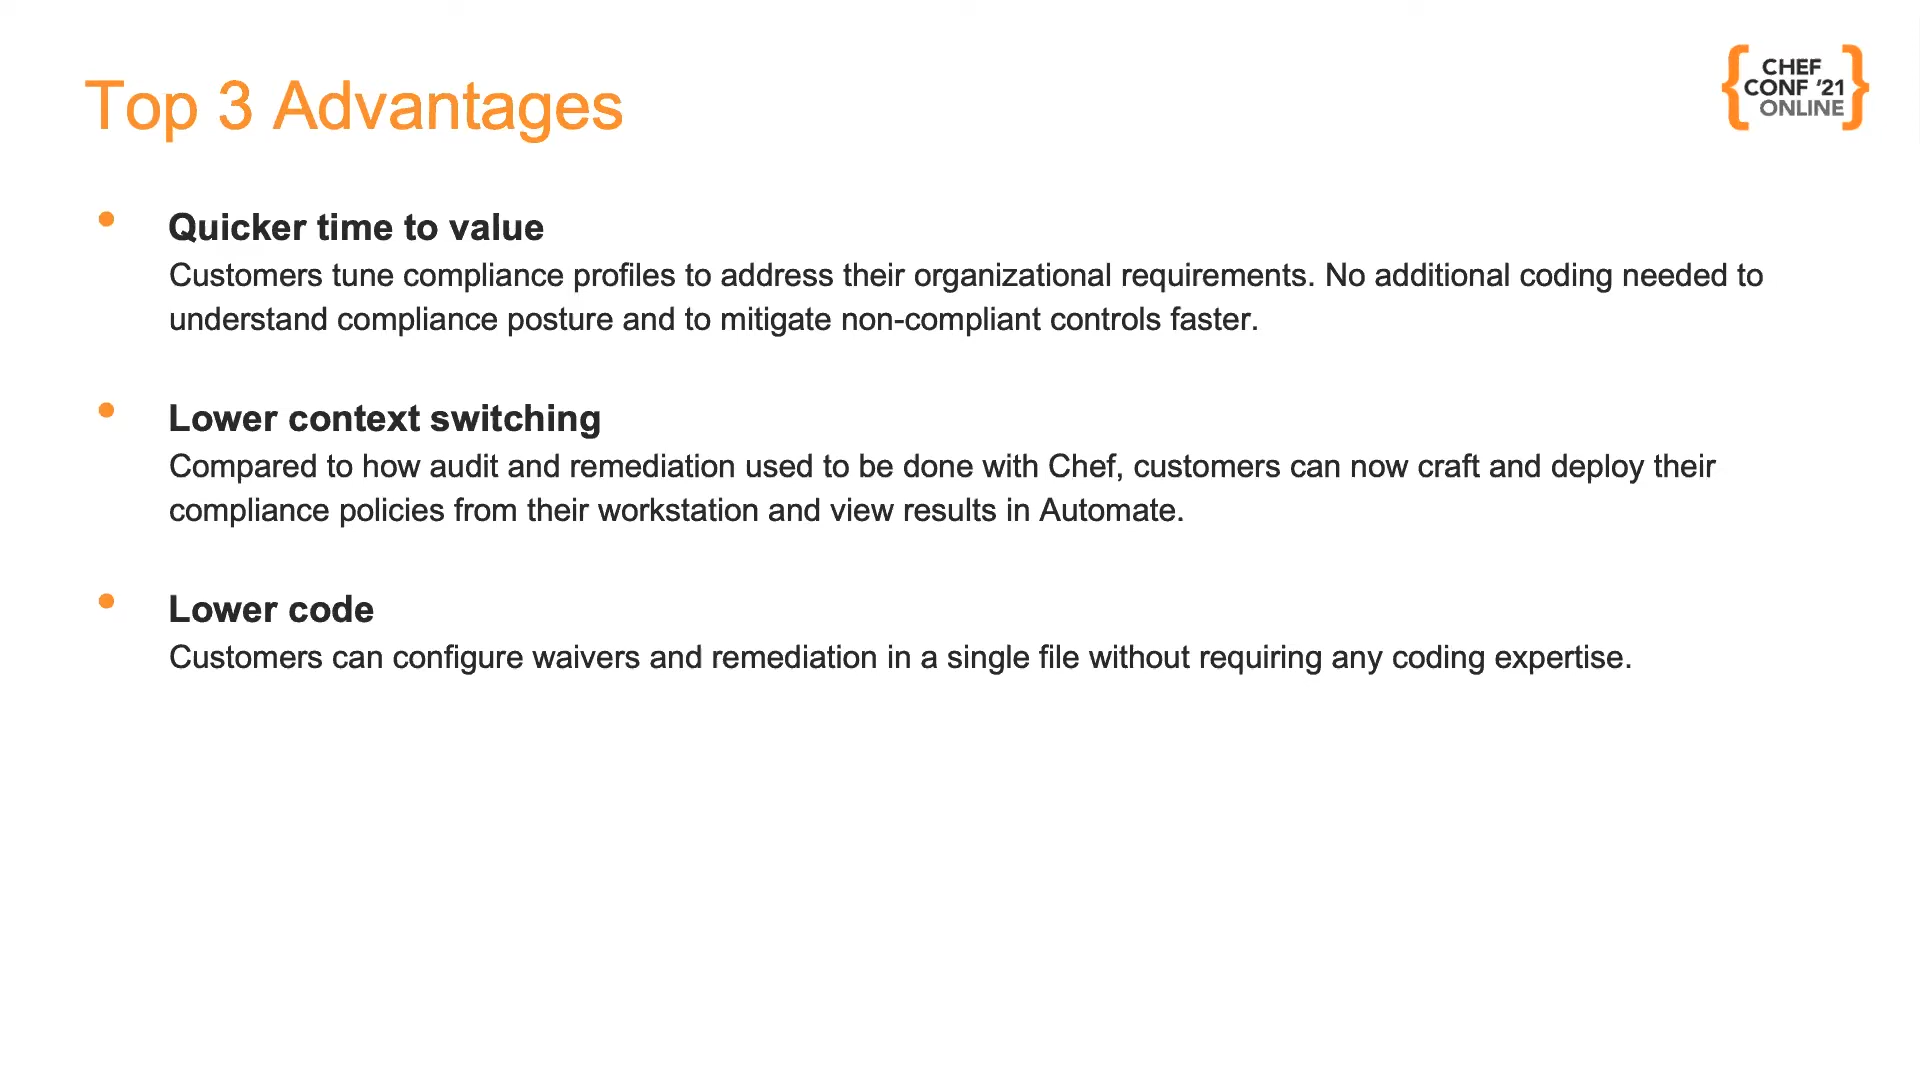 Top 3 Advantages
CHEF
CONF ‘21
ONLINE
• Quicker time to value
Customers tune compliance profiles to address their organizational requirements. No additional coding needed to
understand compliance posture and to mitigate non-compliant controls faster.
• Lower context switching
Compared to how audit and remediation used to be done with Chef, customers can now craft and deploy their
compliance policies from their workstation and view results in Automate.
• Lower code
Customers can configure waivers and remediation in a single file without requiring any coding expertise.